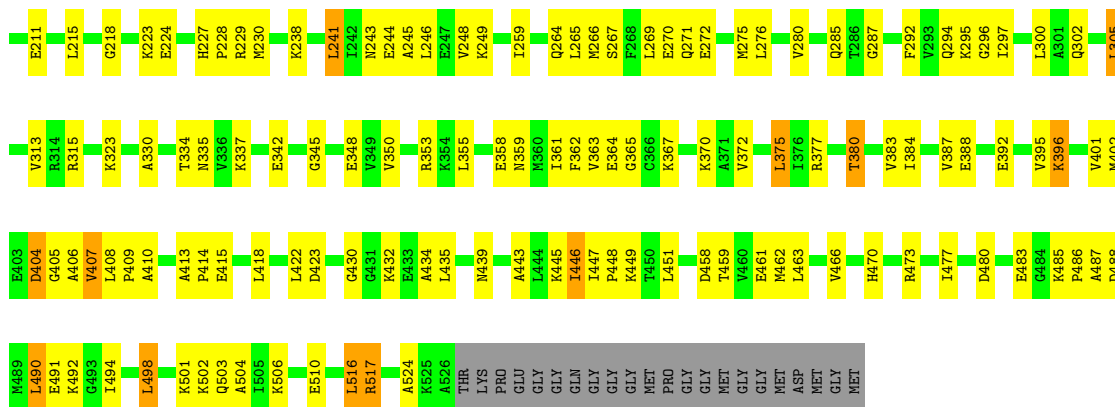 E211 L215 G218 K223 E224 H227 P228 R229 M230 K238 L241 I242 N243 E244 A245 L246 E247 V248 K249 I259 Q264 L265 M266 S267 F268 L269 E270 Q271 E272 M275 L276 V280 Q285 T286 G287 F292 V293 Q294 K295 G296 I297 L300 A301 Q302
V313 R314 R315 K323 A330 T334 N335 V336 K337 E342 G345 E348 V349 V350 R353 K354 L355 E358 N359 M360 I361 F362 V363 E364 G365 C366 K367 K370 A371 V372 L375 I376 R377 T380 V383 I384 V387 E388 E392 V395 K396 V401
E403 D404 G405 A406 V407 L408 P409 A410 A413 P414 E415 L418 L422 D423 G430 G431 K432 E433 A434 L435 N439 A443 L444 K445 I446 I447 P448 K449 T450 L451 D458 T459 V460 E461 M462 L463 V466 H470 R473 I477 D480 E483 G484 K485 P486 A487
M489 L490 E491 K492 G493 I494 L498 K501 K502 Q503 A504 I505 K506 E510 L516 R517 A524 K525 A526 THR LYS PRO GLU GLY GLY GLN GLY GLY GLY MET PRO GLY GLY MET GLY GLY MET ASP MET GLY MET